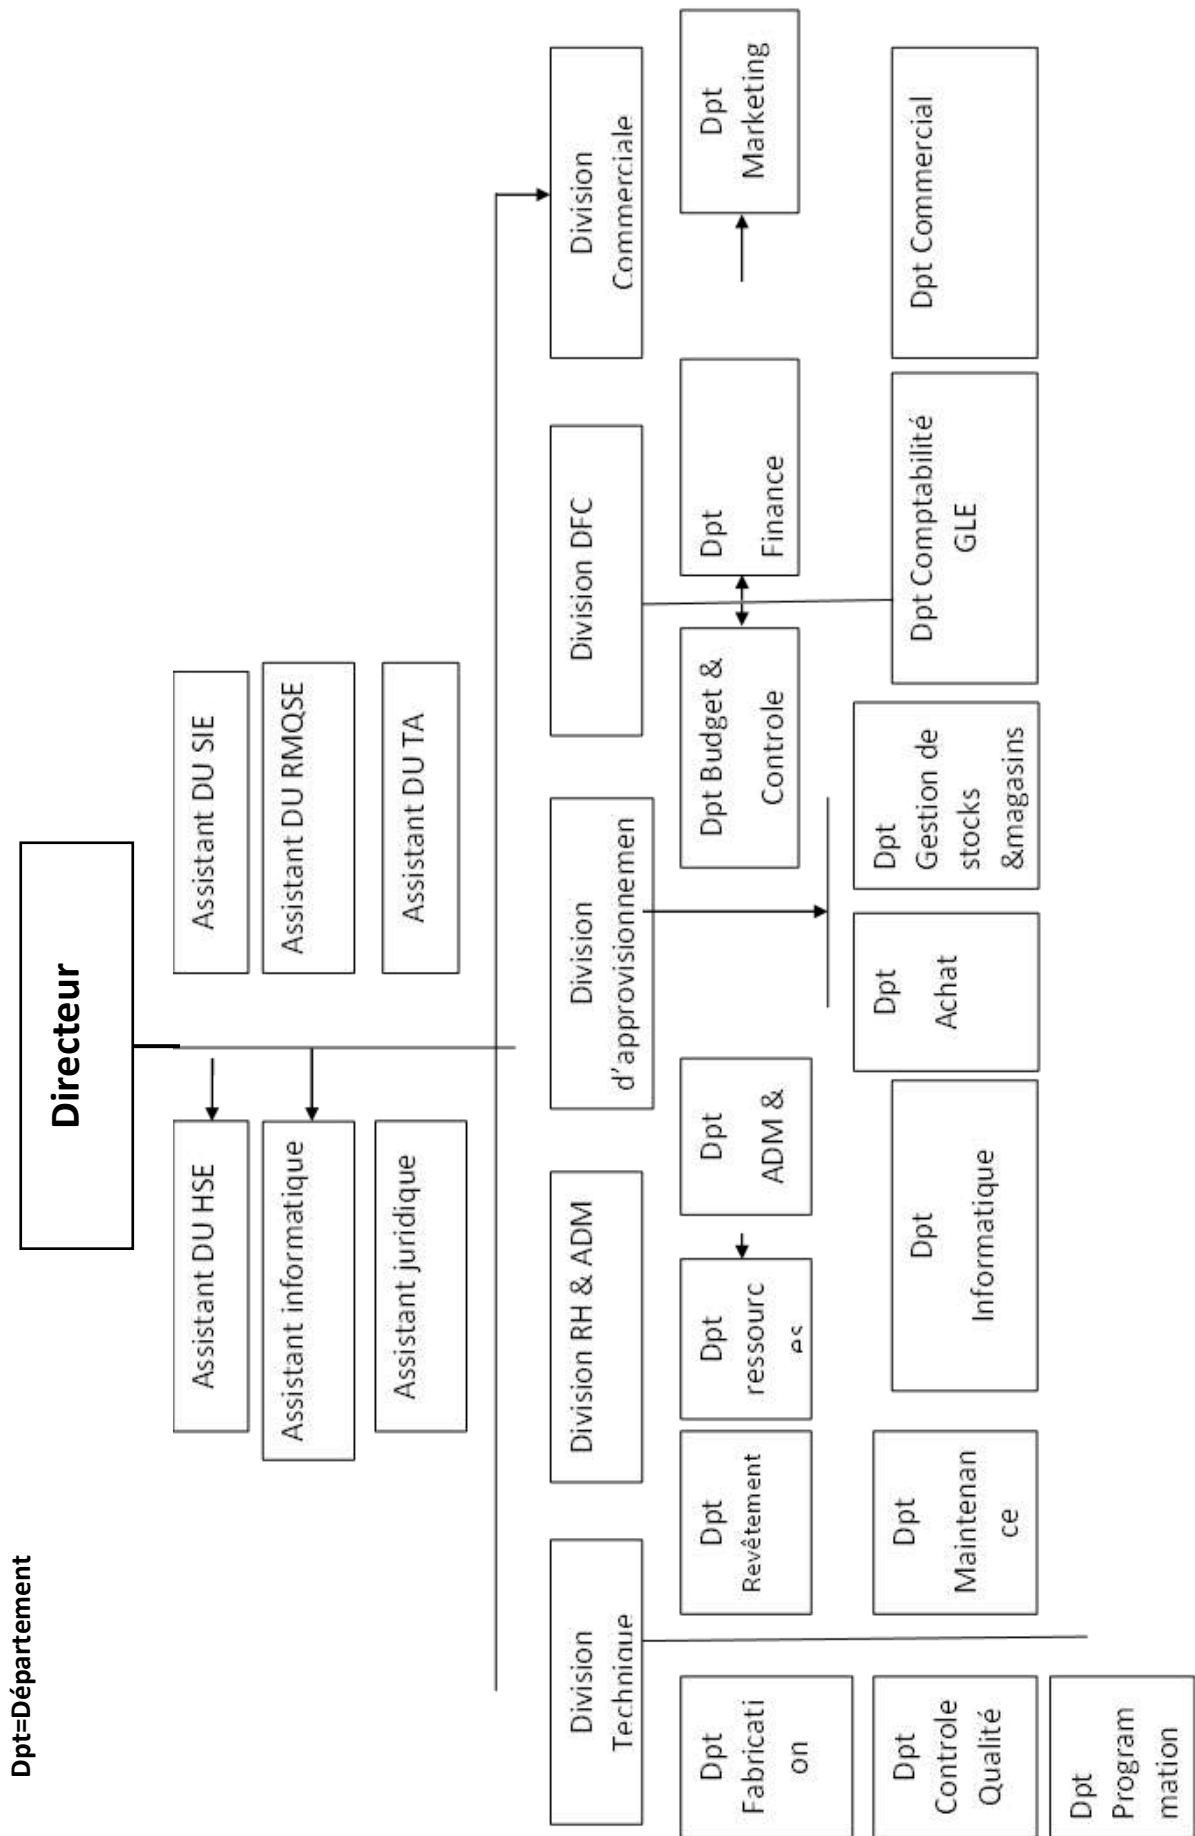 Dpt=Département
Directeur
Assistant DU HSE
Assistant DU SIE
Assistant informatique
Assistant DU RMQSE
Assistant juridique
Assistant DU TA
Division
Technique
Division RH & ADM
Division
d'approvisionnemen
Division DFC
Division
Commerciale
Dpt
Fabricati
on
Dpt
Revêtement
Dpt
ressourc
es
Dpt
ADM &
Dpt Budget &
Controle
Dpt
Finance
Dpt
Marketing
Dpt
Controle
Qualité
Dpt
Maintenan
ce
Dpt
Informatique
Dpt
Achat
Dpt
Gestion de
stocks
&magasins
Dpt Comptabilité
GLE
Dpt Commercial
Dpt
Program
mation